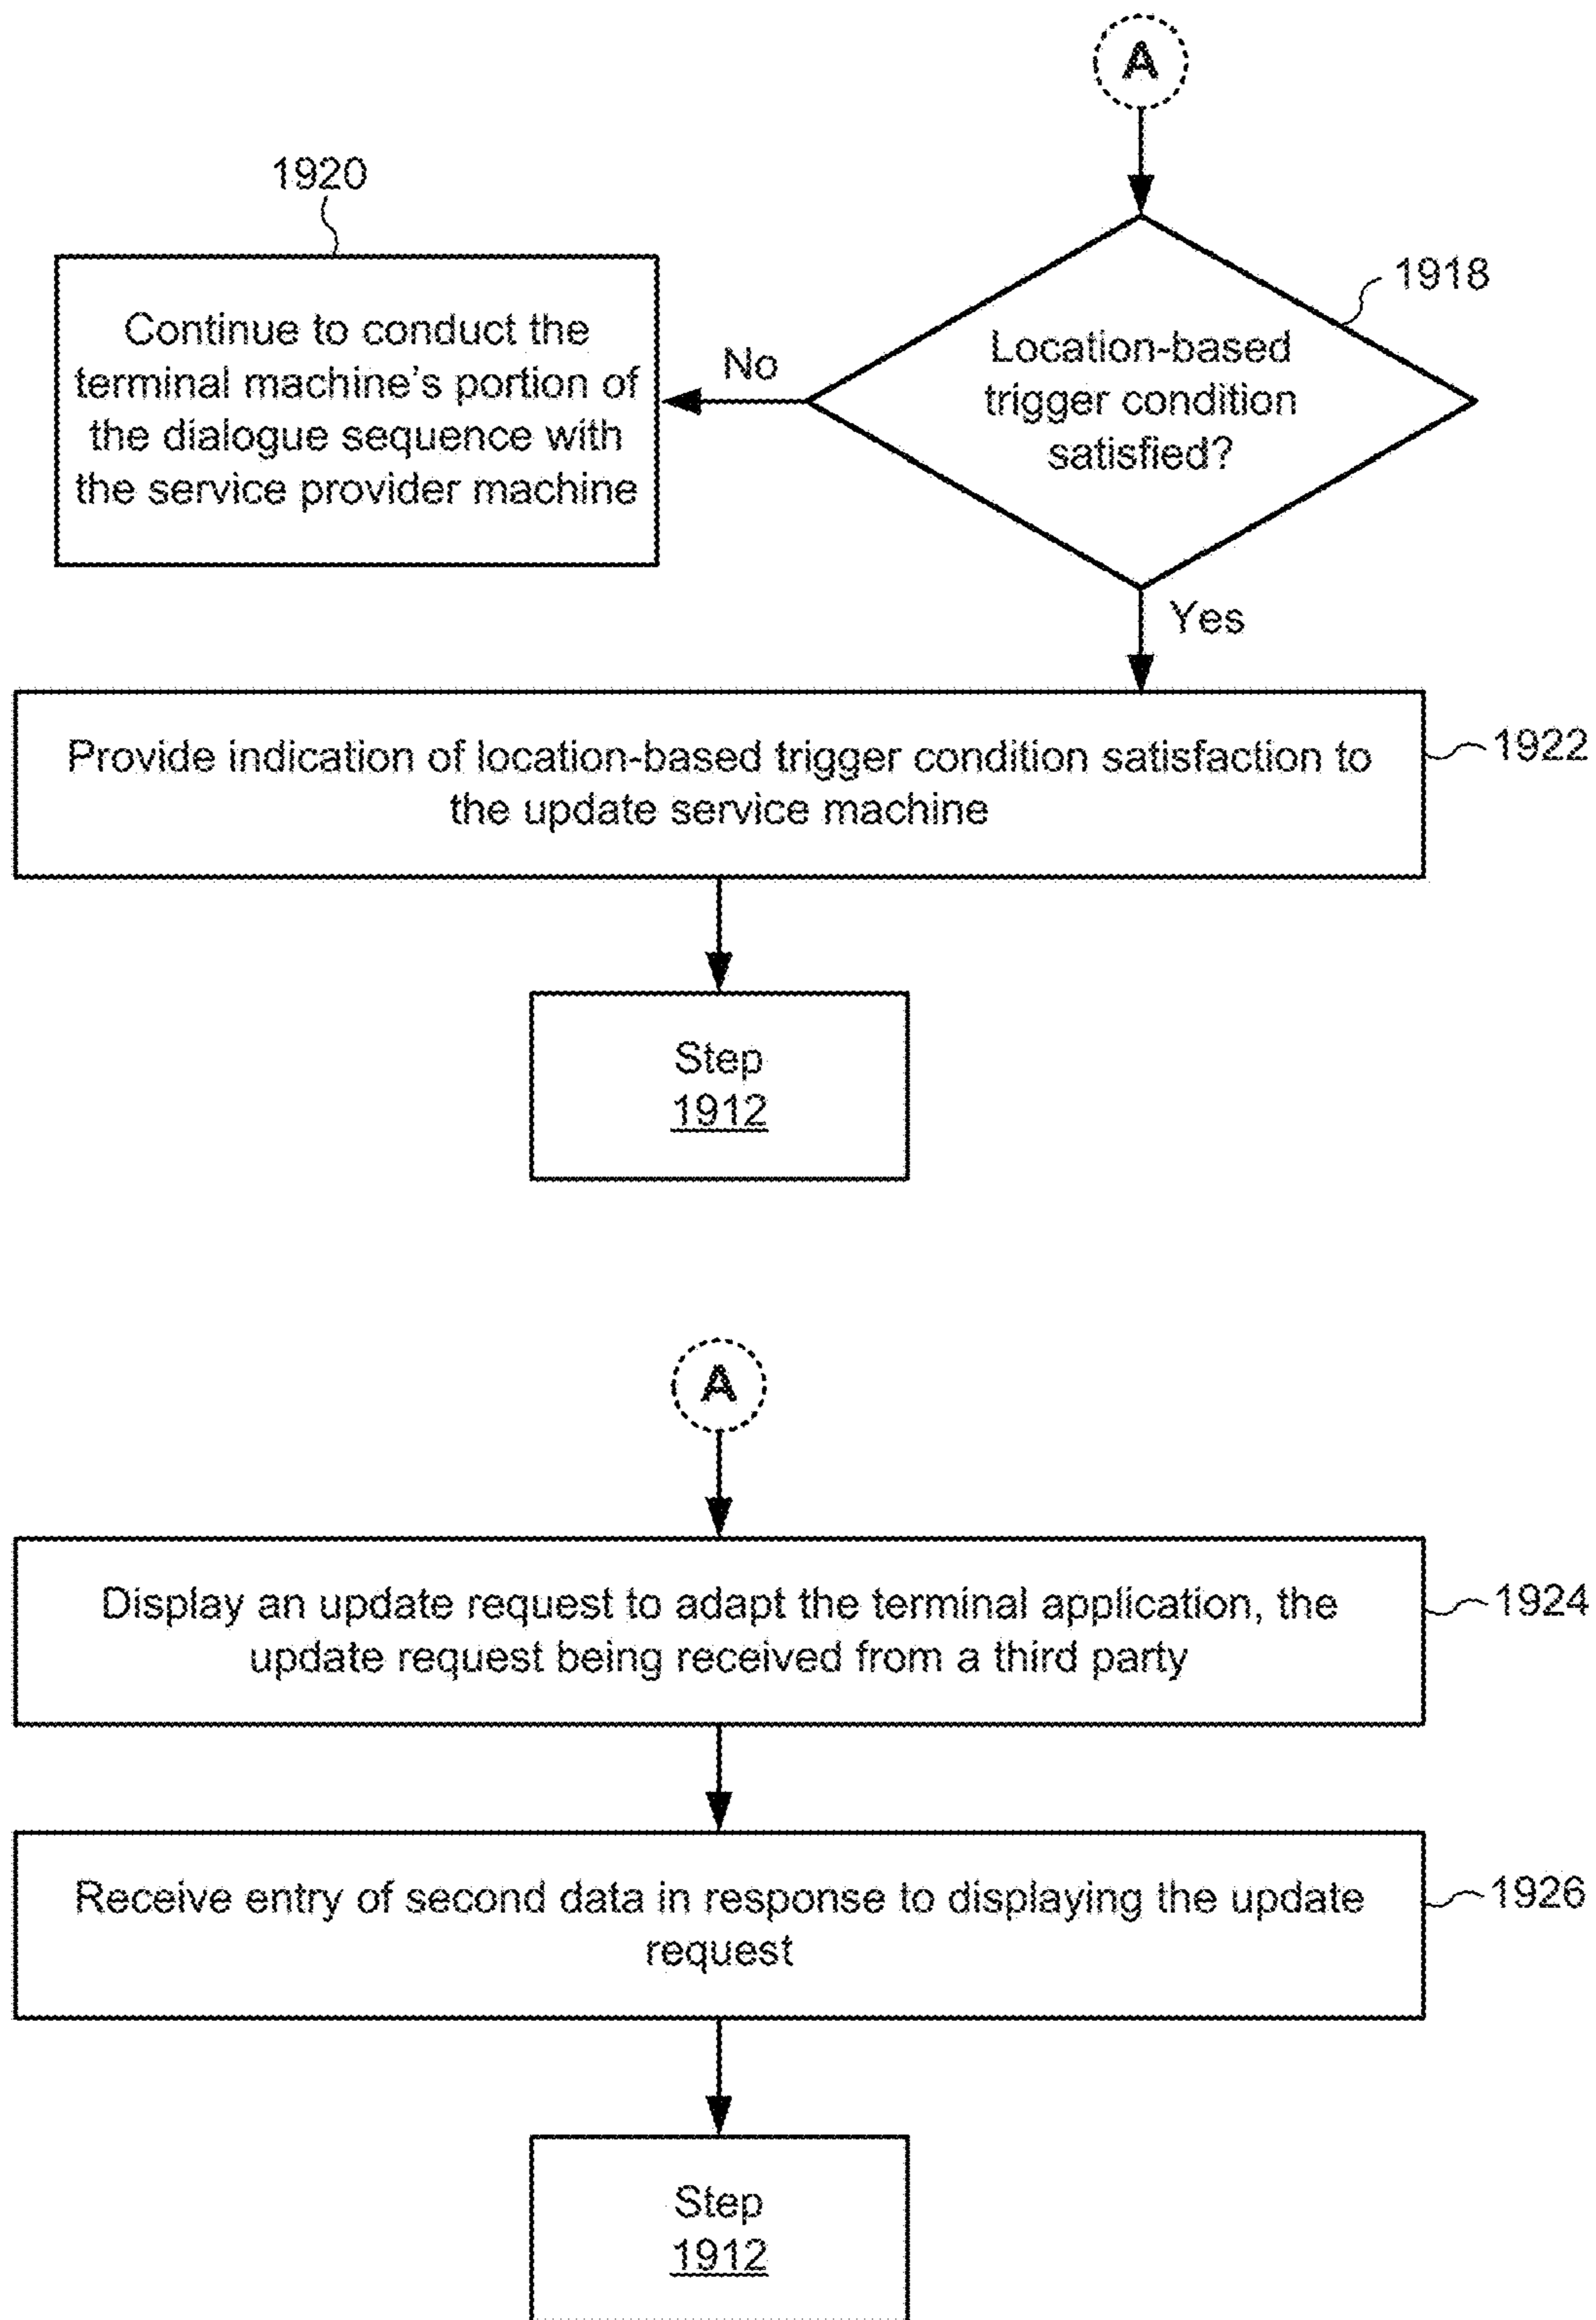 A
1920
1918
Continue to conduct the
terminal machine's portion of
the dialogue sequence with
the service provider machine
No
Location-based
trigger condition
satisfied?
Yes
Provide indication of location-based trigger condition satisfaction to
the update service machine
1922
Step
1912
A
Display an update request to adapt the terminal application, the
update request being received from a third party
1924
Receive entry of second data in response to displaying the update
request
1926
Step
1912